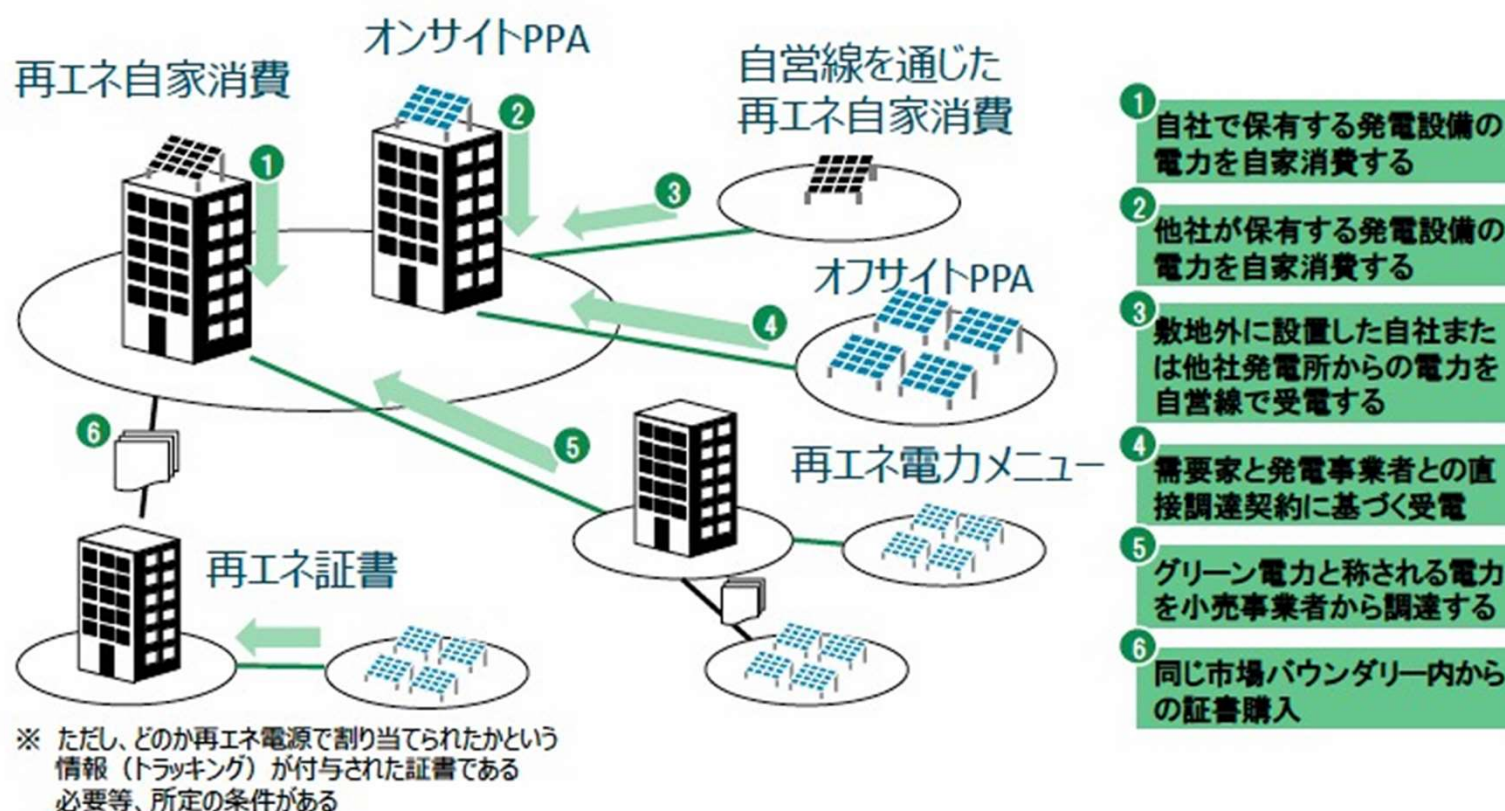 オンサイトPPA
再エネ自家消費
自営線を通じた
再エネ自家消費
1
2
3
オフサイトPPA
4
5
6
再エネ電力メニュー
再エネ証書
※ ただし、どのか再エネ電源で割り当てられたかという
情報（トラッキング）が付与された証書である
必要等、所定の条件がある
1
自社で保有する発電設備の
電力を自家消費する
2
他社が保有する発電設備の
電力を自家消費する
3
敷地外に設置した自社また
は他社発電所からの電力を
自営線で受電する
4
需要家と発電事業者との直
接調達契約に基づく受電
5
グリーン電力と称される電力
を小売事業者から調達する
6
同じ市場バウンダリー内から
の証書購入